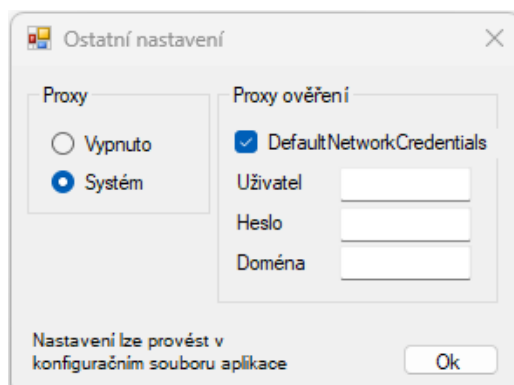 Ostatní nastavení
Proxy
Vypnuto
Systém
Proxy ověření
DefaultNetworkCredentials
Uživatel
Heslo
Doména
Nastavení lze provést v
konfiguračním souboru aplikace
Ok